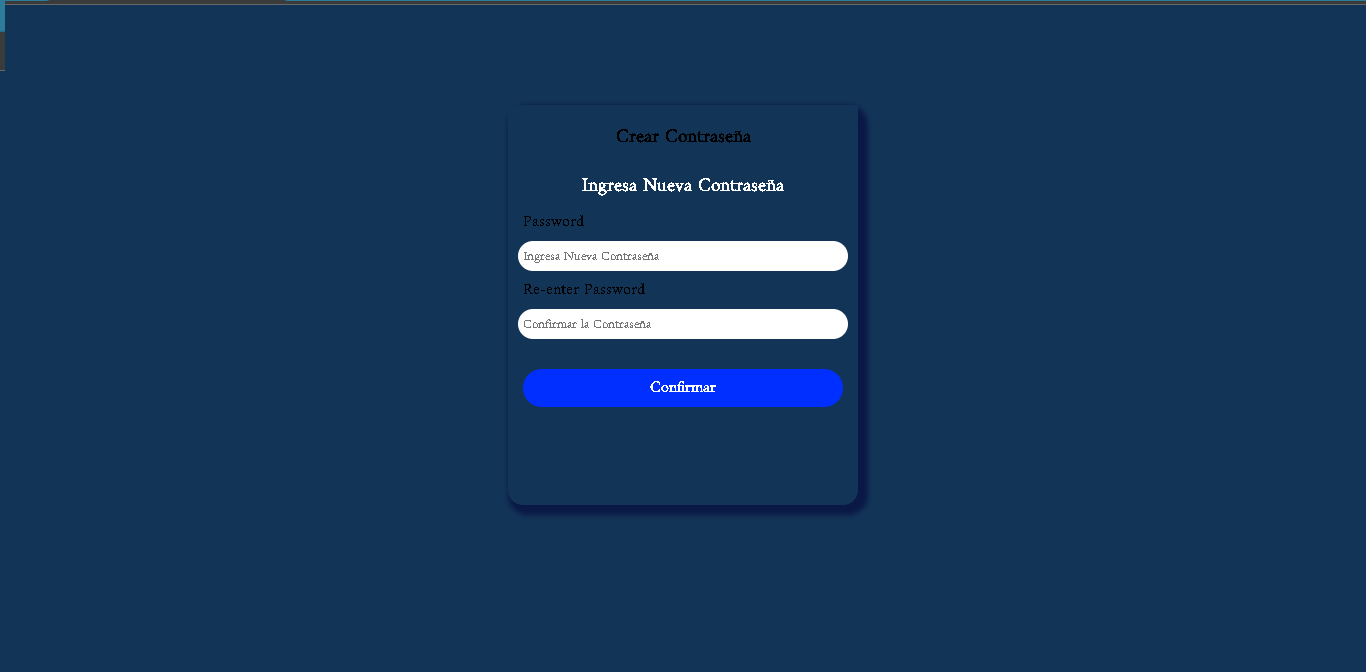 Crear Contraseña
Ingresa Nueva Contraseña
Password
Ingresa Nueva Contraseña
Re-enter Password
Confirmar la Contraseña
Confirmar